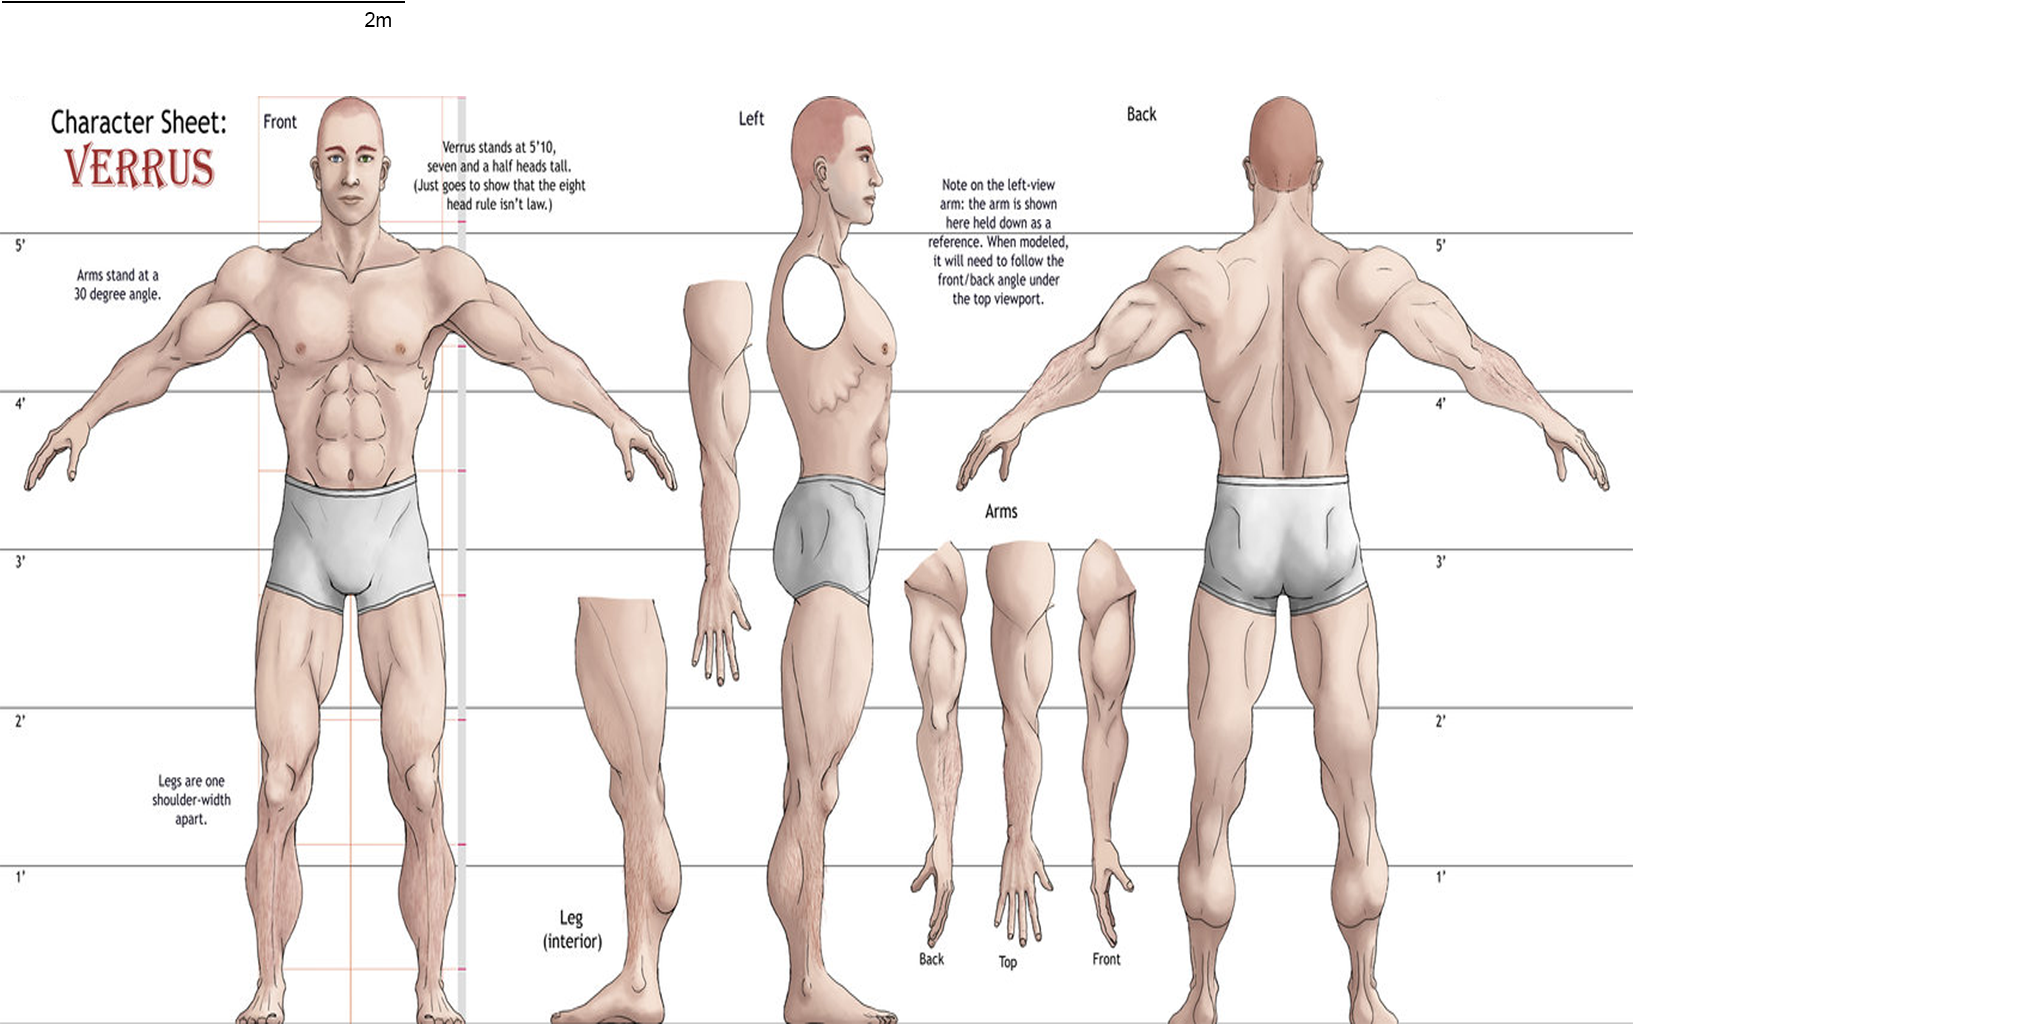 2m
Character Sheet:
VERRUS
Front
Verrus stands at 5'10,
seven and a half heads tall.
(Just goes to show that the eight
head rule isn't law.)
Left
Note on the left-view
arm: the arm is shown
here held down as a
reference. When modeled,
it will need to follow the
front/back angle under
the top viewport.
Back
5'
5'
Arms stand at a
30 degree angle.
4'
4'
Arms
3'
3'
2'
2'
Legs are one
shoulder-width
apart.
1'
1'
Leg
(interior)
Back
Top
Front